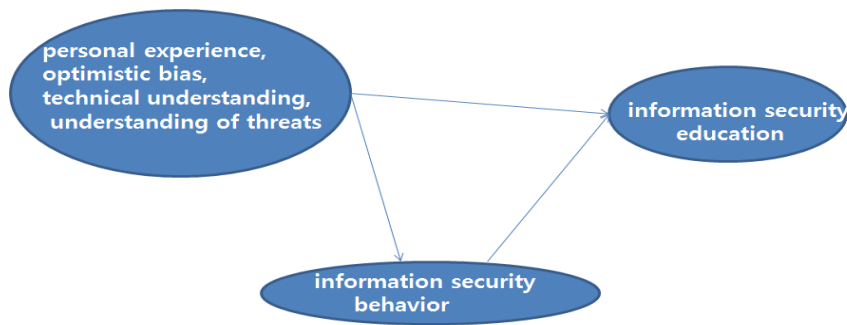 personal experience,
optimistic bias,
technical understanding,
understanding of threats
information security
education
information security
behavior